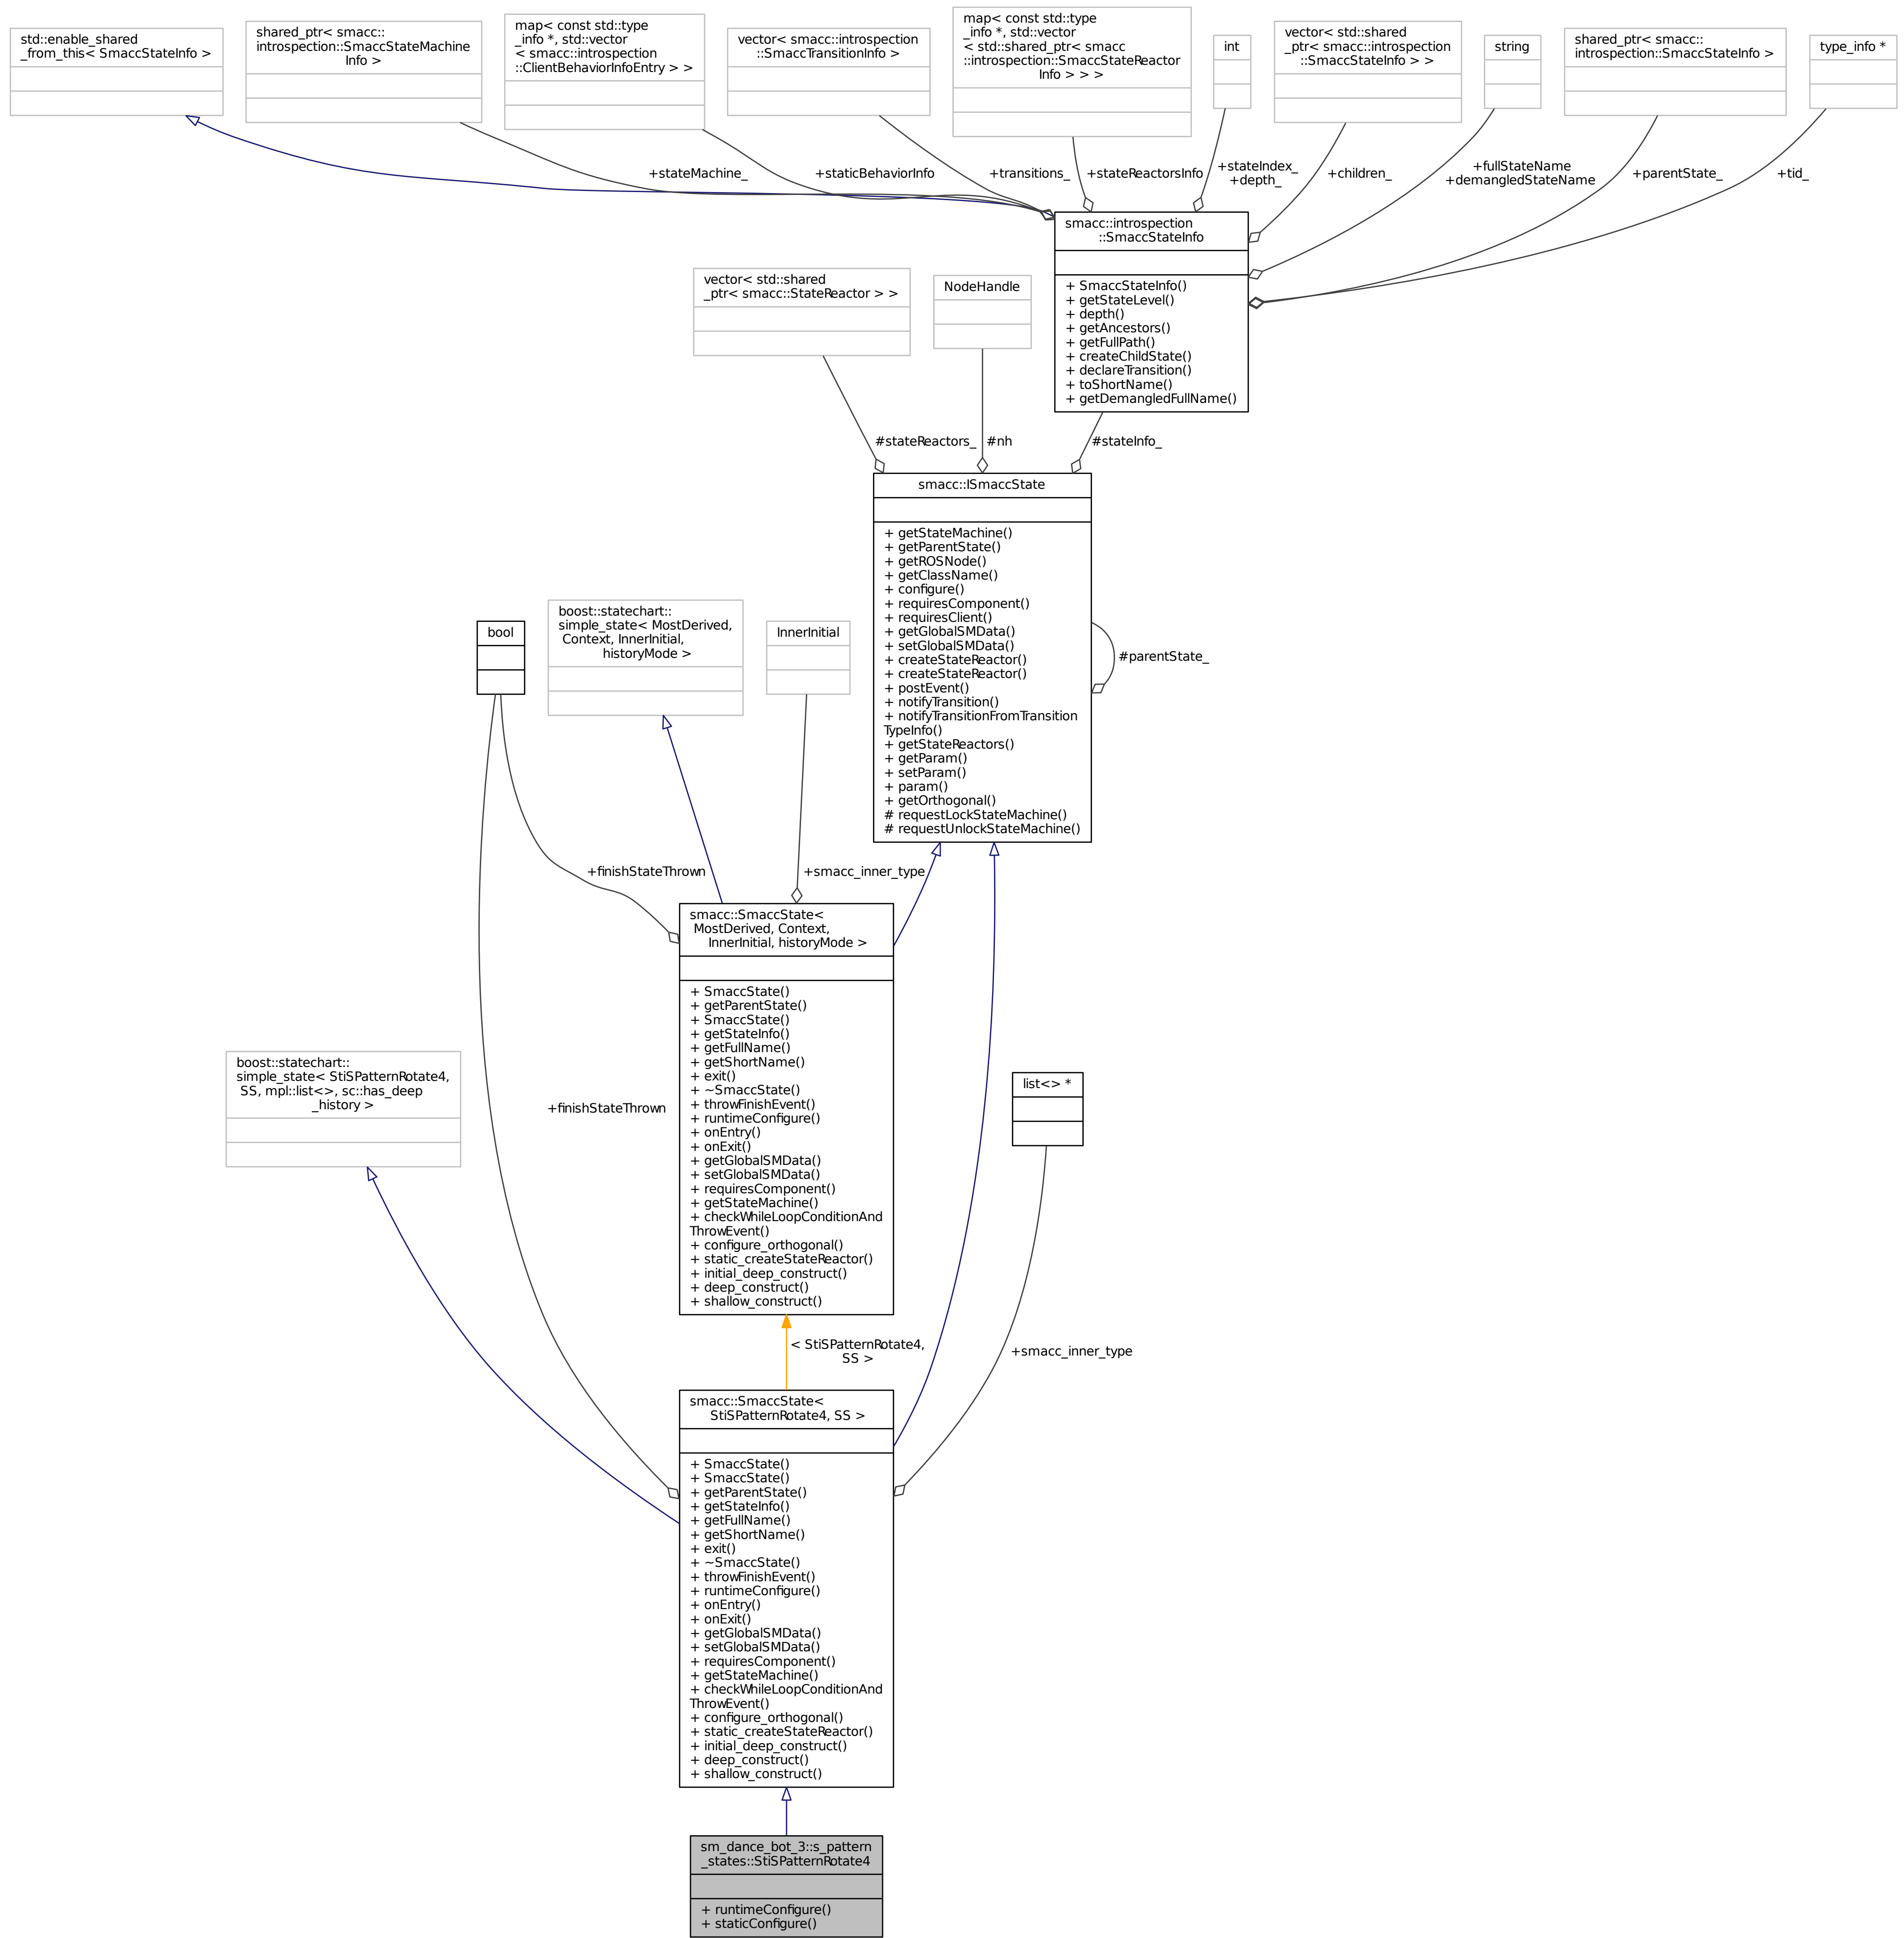 std::enable_shared
_from_this< SmaccStateInfo >
shared_ptr< smacc::
introspection::SmaccStateMachine
Info >
map< const std::type
_info *, std::vector
< smacc::introspection
::ClientBehaviorInfoEntry > >
vector< smacc::introspection
::SmaccTransitionInfo >
map< const std::type
_info *, std::vector
< std::shared_ptr< smacc
::introspection::SmaccStateReactor
Info > > >
int
vector< std::shared
_ptr< smacc::introspection
::SmaccStateInfo > >
string
shared_ptr< smacc::
introspection::SmaccStateInfo >
type_info *
+stateMachine_
+staticBehaviorInfo
+transitions_
+stateReactorsInfo
+stateIndex_
+depth_
+children_
+fullStateName
+demangledStateName
+parentState_
+tid_
smacc::introspection
::SmaccStateInfo
+ SmaccStateInfo()
+ getStateLevel()
+ depth()
+ getAncestors()
+ getFullPath()
+ createChildState()
+ declareTransition()
+ toShortName()
+ getDemangledFullName()
vector< std::shared
_ptr< smacc::StateReactor > >
NodeHandle
#stateReactors_
#nh
#stateInfo_
smacc::ISmaccState
+ getStateMachine()
+ getParentState()
+ getROSNode()
+ getClassName()
+ configure()
+ requiresComponent()
+ requiresClient()
+ getGlobalSMData()
+ setGlobalSMData()
+ createStateReactor()
+ createStateReactor()
+ postEvent()
+ notifyTransition()
+ notifyTransitionFromTransition
TypeInfo()
+ getStateReactors()
+ getParam()
+ setParam()
+ param()
+ getOrthogonal()
# requestLockStateMachine()
# requestUnlockStateMachine()
#parentState_
bool
boost::statechart::
simple_state< MostDerived,
Context, InnerInitial,
historyMode >
InnerInitial
+finishStateThrown
+smacc_inner_type
smacc::SmaccState<
MostDerived, Context,
InnerInitial, historyMode >
+ SmaccState()
+ getParentState()
+ SmaccState()
+ getStateInfo()
+ getFullName()
+ getShortName()
+ exit()
+ ~SmaccState()
+ throwFinishEvent()
+ runtimeConfigure()
+ onEntry()
+ onExit()
+ getGlobalSMData()
+ setGlobalSMData()
+ requiresComponent()
+ getStateMachine()
+ checkWhileLoopConditionAnd
ThrowEvent()
+ configure_orthogonal()
+ static_createStateReactor()
+ initial_deep_construct()
+ deep_construct()
+ shallow_construct()
boost::statechart::
simple_state< StiSPatternRotate4,
SS, mpl::list<>, sc::has_deep
_history >
+finishStateThrown
list<> *
< StiSPatternRotate4,
SS >
+smacc_inner_type
smacc::SmaccState<
StiSPatternRotate4, SS >
+ SmaccState()
+ SmaccState()
+ getParentState()
+ getStateInfo()
+ getFullName()
+ getShortName()
+ exit()
+ ~SmaccState()
+ throwFinishEvent()
+ runtimeConfigure()
+ onEntry()
+ onExit()
+ getGlobalSMData()
+ setGlobalSMData()
+ requiresComponent()
+ getStateMachine()
+ checkWhileLoopConditionAnd
ThrowEvent()
+ configure_orthogonal()
+ static_createStateReactor()
+ initial_deep_construct()
+ deep_construct()
+ shallow_construct()
sm_dance_bot_3::s_pattern
_states::StiSPatternRotate4
+ runtimeConfigure()
+ staticConfigure()